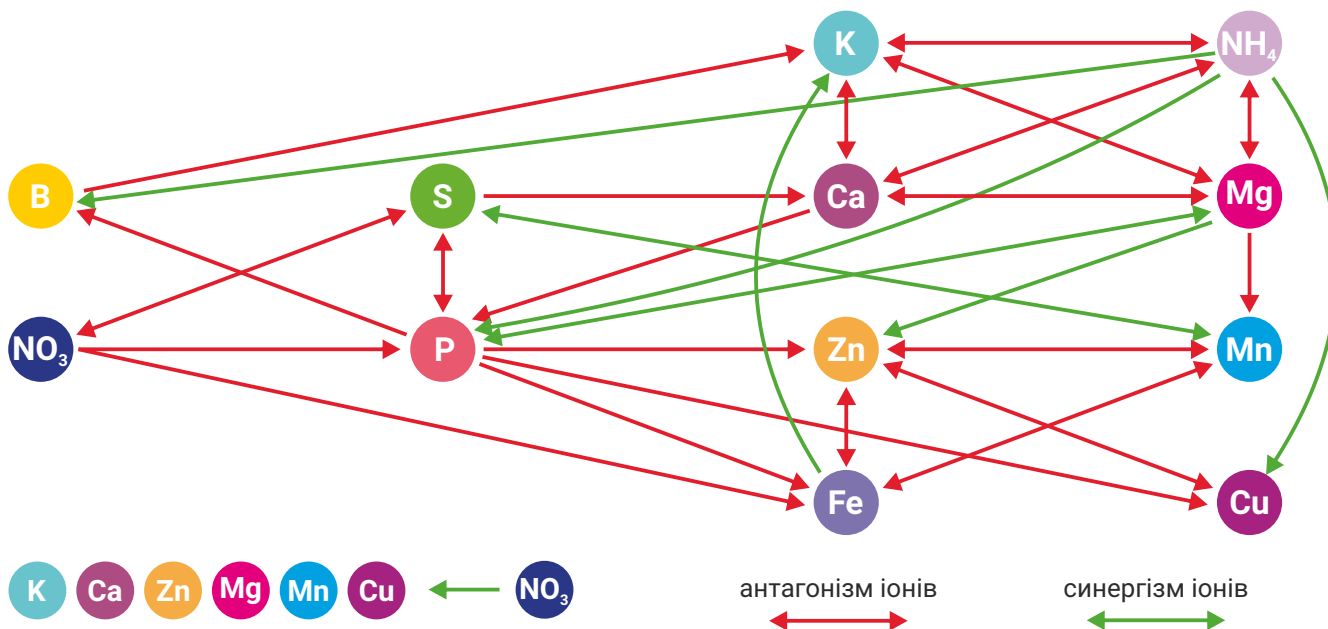 K NH₄
B S Ca Mg
NO₃ P Zn Mn
Fe Cu
K Ca Zn Mg Mn Cu NO₃ антагонізм іонів синергізм іонів